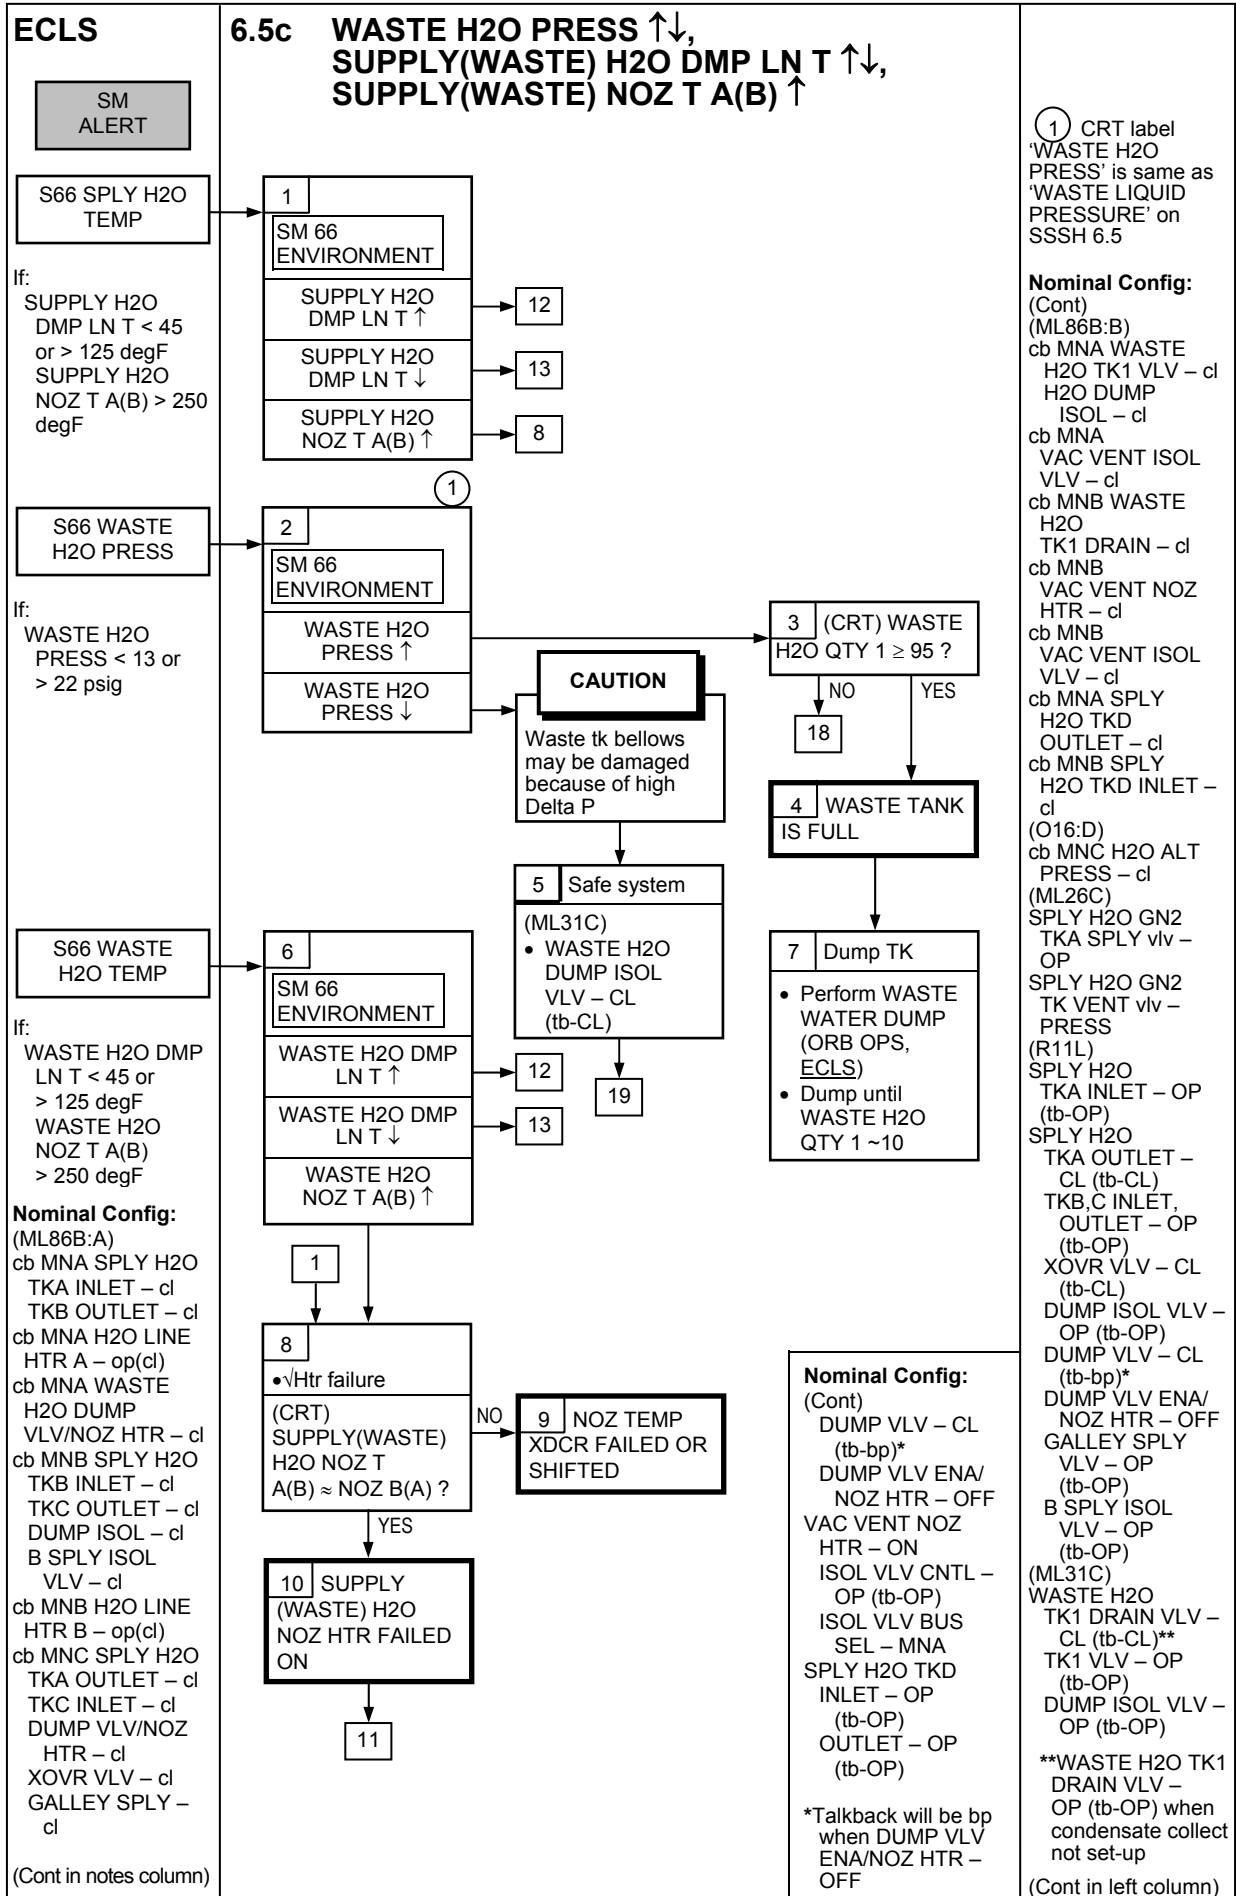 ECLS
6.5c WASTE H2O PRESS ↑↓,
SUPPLY(WASTE) H2O DMP LN T ↑↓,
SUPPLY(WASTE) NOZ T A(B) ↑
SM
ALERT
S66 SPLY H2O
TEMP
If:
SUPPLY H2O
DMP LN T < 45
or > 125 degF
SUPPLY H2O
NOZ T A(B) > 250
degF
S66 WASTE
H2O PRESS
If:
WASTE H2O
PRESS < 13 or
> 22 psig
S66 WASTE
H2O TEMP
If:
WASTE H2O DMP
LN T < 45 or
> 125 degF
WASTE H2O
NOZ T A(B)
> 250 degF
Nominal Config:
(ML86B:A)
cb MNA SPLY H2O
TKA INLET – cl
TKB OUTLET – cl
cb MNA H2O LINE
HTR A – op(cl)
cb MNA WASTE
H2O DUMP
VLV/NOZ HTR – cl
cb MNB SPLY H2O
TKB INLET – cl
TKC OUTLET – cl
DUMP ISOL – cl
B SPLY ISOL
VLV – cl
cb MNB H2O LINE
HTR B – op(cl)
cb MNC SPLY H2O
TKA OUTLET – cl
TKC INLET – cl
DUMP VLV/NOZ
HTR – cl
XOVR VLV – cl
GALLEY SPLY –
cl
(Cont in notes column)
1
SM 66
ENVIRONMENT
SUPPLY H2O
DMP LN T ↑
12
SUPPLY H2O
DMP LN T ↓
13
SUPPLY H2O
NOZ T A(B) ↑
8
1
2
SM 66
ENVIRONMENT
WASTE H2O
PRESS ↑
WASTE H2O
PRESS ↓
3 (CRT) WASTE
H2O QTY 1 ≥ 95 ?
NO
YES
18
CAUTION
Waste tk bellows
may be damaged
because of high
Delta P
4 WASTE TANK
IS FULL
5 Safe system
(ML31C)
• WASTE H2O
DUMP ISOL
VLV – CL
(tb-CL)
19
7 Dump TK
• Perform WASTE
WATER DUMP
(ORB OPS,
ECLS)
• Dump until
WASTE H2O
QTY 1 ~10
6
SM 66
ENVIRONMENT
WASTE H2O DMP
LN T ↑
12
WASTE H2O DMP
LN T ↓
13
WASTE H2O
NOZ T A(B) ↑
1
8
•√Htr failure
(CRT)
SUPPLY(WASTE)
H2O NOZ T
A(B) ≈ NOZ B(A) ?
NO
9 NOZ TEMP
XDCR FAILED OR
SHIFTED
YES
10 SUPPLY
(WASTE) H2O
NOZ HTR FAILED
ON
11
Nominal Config:
(Cont)
DUMP VLV – CL
(tb-bp)*
DUMP VLV ENA/
NOZ HTR – OFF
VAC VENT NOZ
HTR – ON
ISOL VLV CNTL –
OP (tb-OP)
ISOL VLV BUS
SEL – MNA
SPLY H2O TKD
INLET – OP
(tb-OP)
OUTLET – OP
(tb-OP)
*Talkback will be bp
when DUMP VLV
ENA/NOZ HTR –
OFF
1 CRT label
‘WASTE H2O
PRESS’ is same as
‘WASTE LIQUID
PRESSURE’ on
SSSH 6.5
Nominal Config:
(Cont)
(ML86B:B)
cb MNA WASTE
H2O TK1 VLV – cl
H2O DUMP
ISOL – cl
cb MNA
VAC VENT ISOL
VLV – cl
cb MNB WASTE
H2O
TK1 DRAIN – cl
cb MNB
VAC VENT NOZ
HTR – cl
cb MNB
VAC VENT ISOL
VLV – cl
cb MNA SPLY
H2O TKD
OUTLET – cl
cb MNB SPLY
H2O TKD INLET –
cl
(O16:D)
cb MNC H2O ALT
PRESS – cl
(ML26C)
SPLY H2O GN2
TKA SPLY vlv –
OP
SPLY H2O GN2
TK VENT vlv –
PRESS
(R11L)
SPLY H2O
TKA INLET – OP
(tb-OP)
SPLY H2O
TKA OUTLET –
CL (tb-CL)
TKB,C INLET,
OUTLET – OP
(tb-OP)
XOVR VLV – CL
(tb-CL)
DUMP ISOL VLV –
OP (tb-OP)
DUMP VLV – CL
(tb-bp)*
DUMP VLV ENA/
NOZ HTR – OFF
GALLEY SPLY
VLV – OP
(tb-OP)
B SPLY ISOL
VLV – OP
(tb-OP)
(ML31C)
WASTE H2O
TK1 DRAIN VLV –
CL (tb-CL)**
TK1 VLV – OP
(tb-OP)
DUMP ISOL VLV –
OP (tb-OP)
**WASTE H2O TK1
DRAIN VLV –
OP (tb-OP) when
condensate collect
not set-up
(Cont in left column)